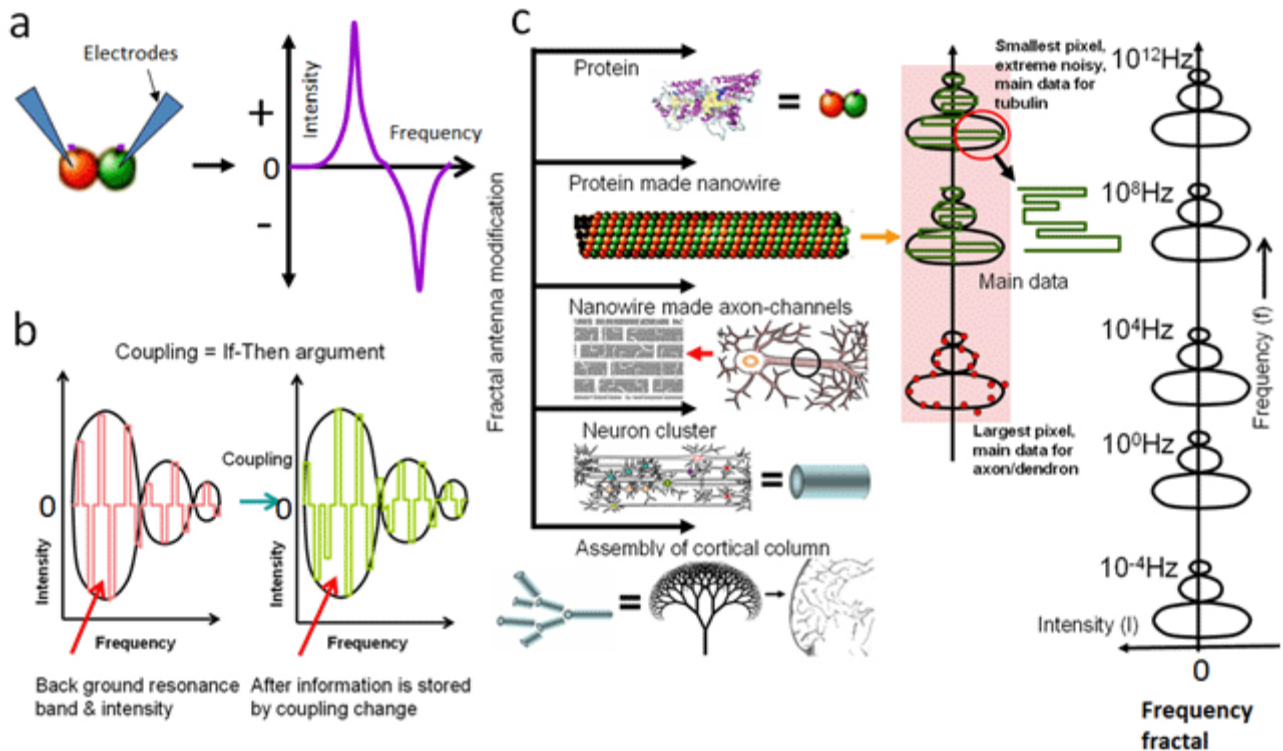 a
Electrodes
+
0
-
Intensity
Frequency
b
Coupling = If-Then argument
0
Intensity
Frequency
Coupling
0
Intensity
Frequency
Back ground resonance
band & intensity
After information is stored
by coupling change
c
Fractal antenna modification
Protein
=
Protein made nanowire
Nanowire made axon-channels
Neuron cluster
=
Assembly of cortical column
=
Smallest pixel,
extreme noisy,
main data for
tubulin
Main data
Largest pixel,
main data for
axon/dendron
10¹²Hz
10⁸Hz
10⁴Hz
10⁰Hz
10⁻⁴Hz
Frequency (f)
Intensity (I)
0
Frequency
fractal